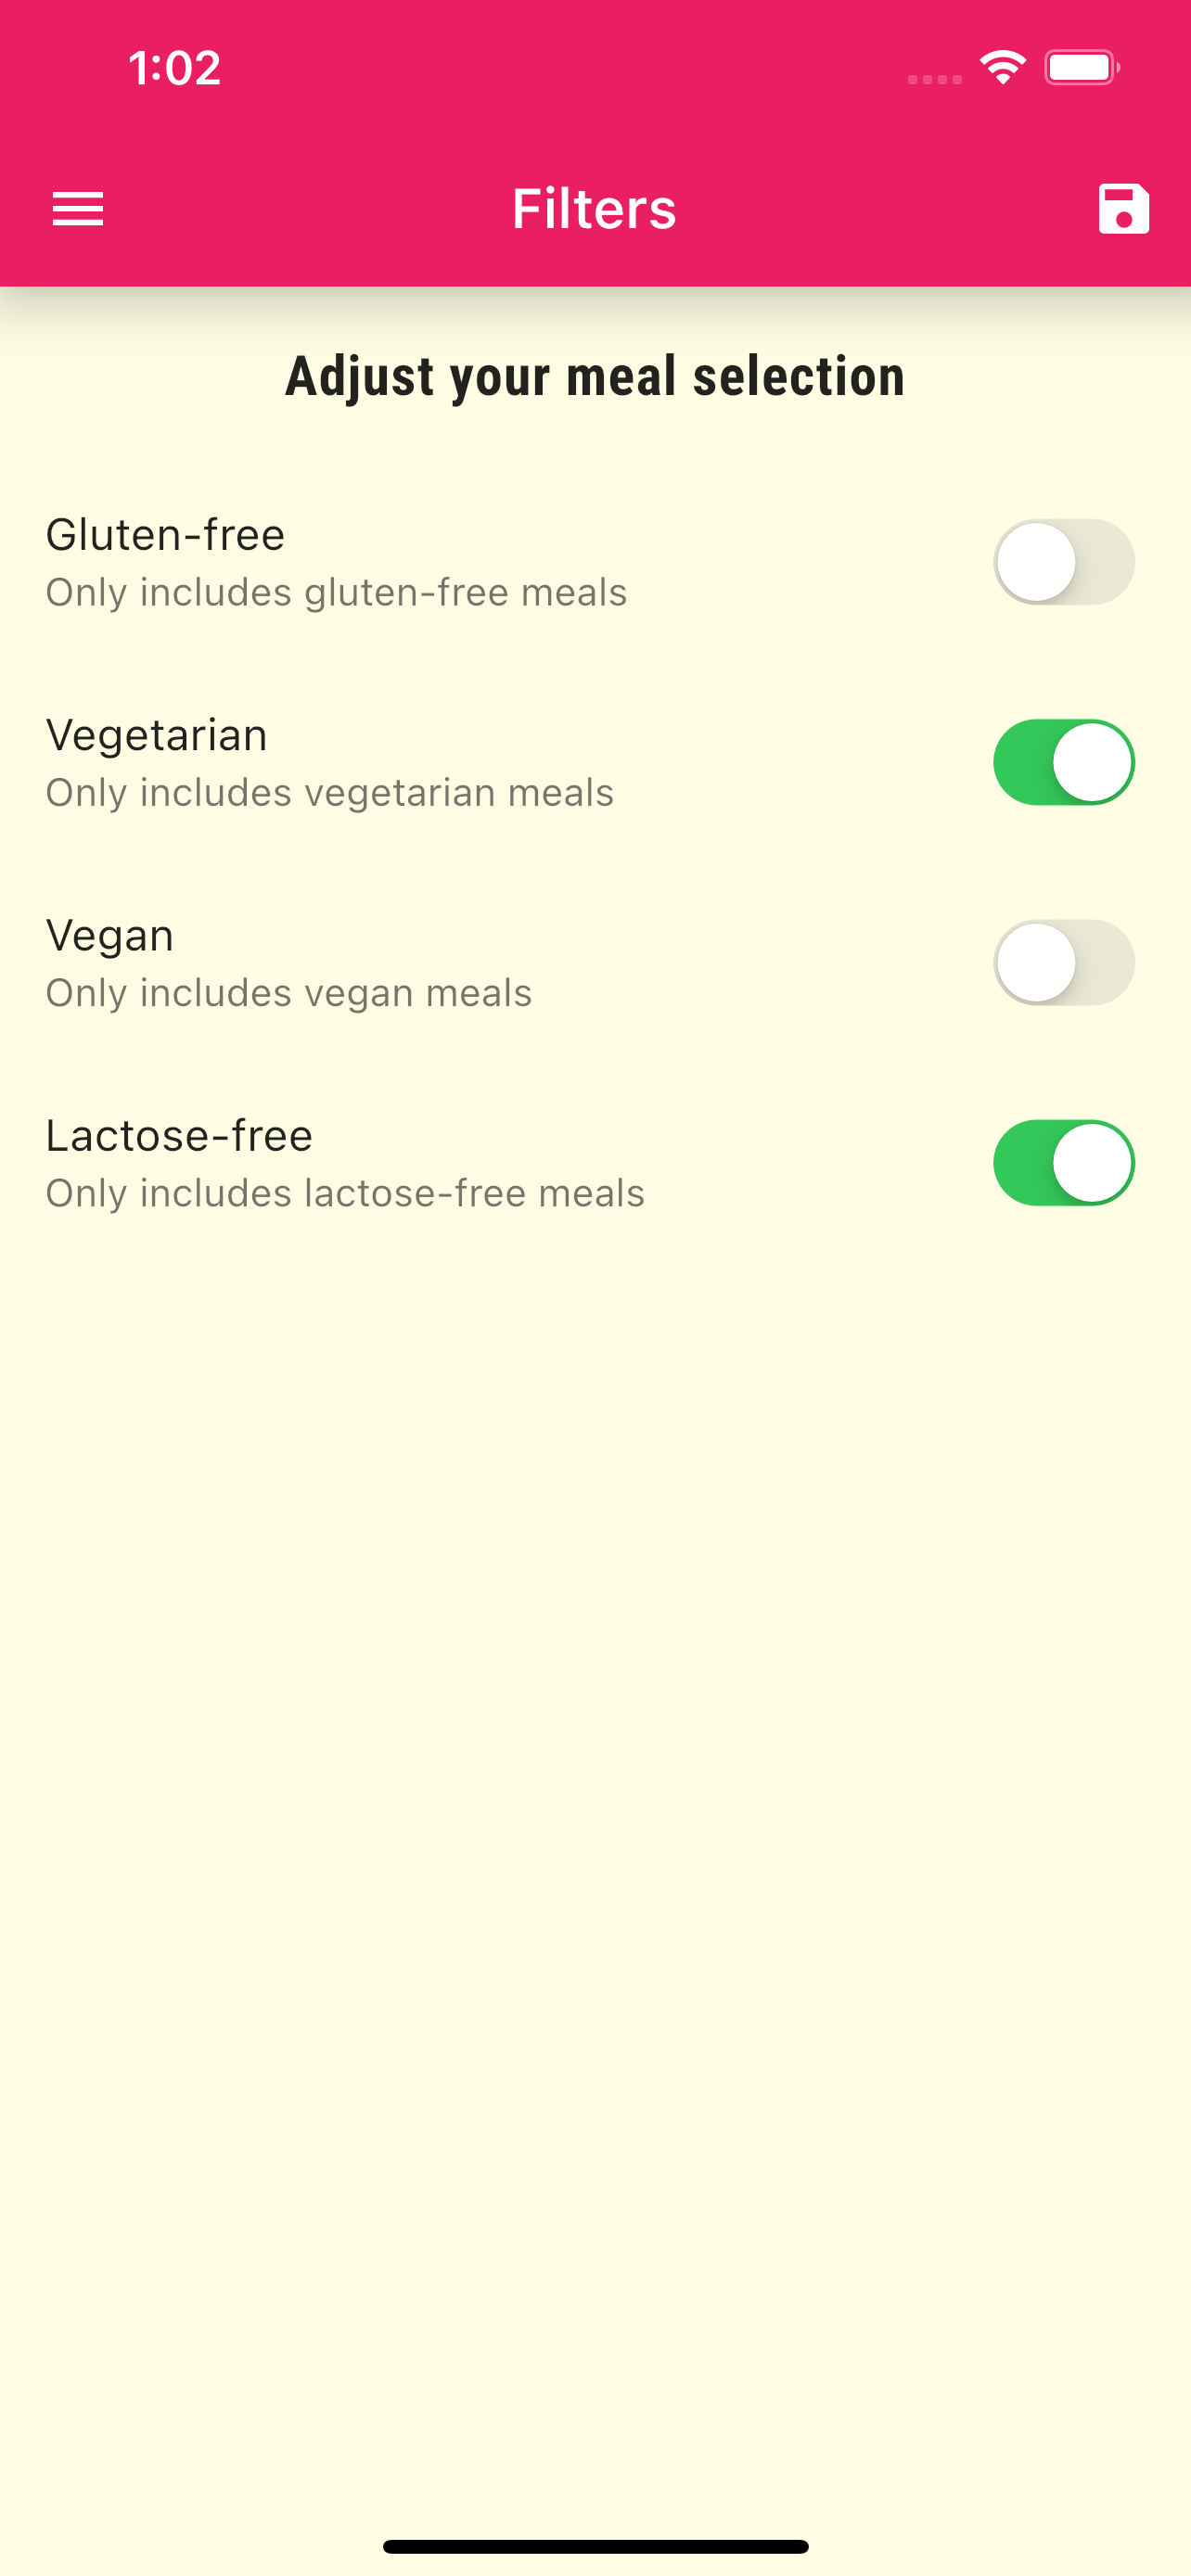 1:02
Filters
Adjust your meal selection
Gluten-free
Only includes gluten-free meals
Vegetarian
Only includes vegetarian meals
Vegan
Only includes vegan meals
Lactose-free
Only includes lactose-free meals